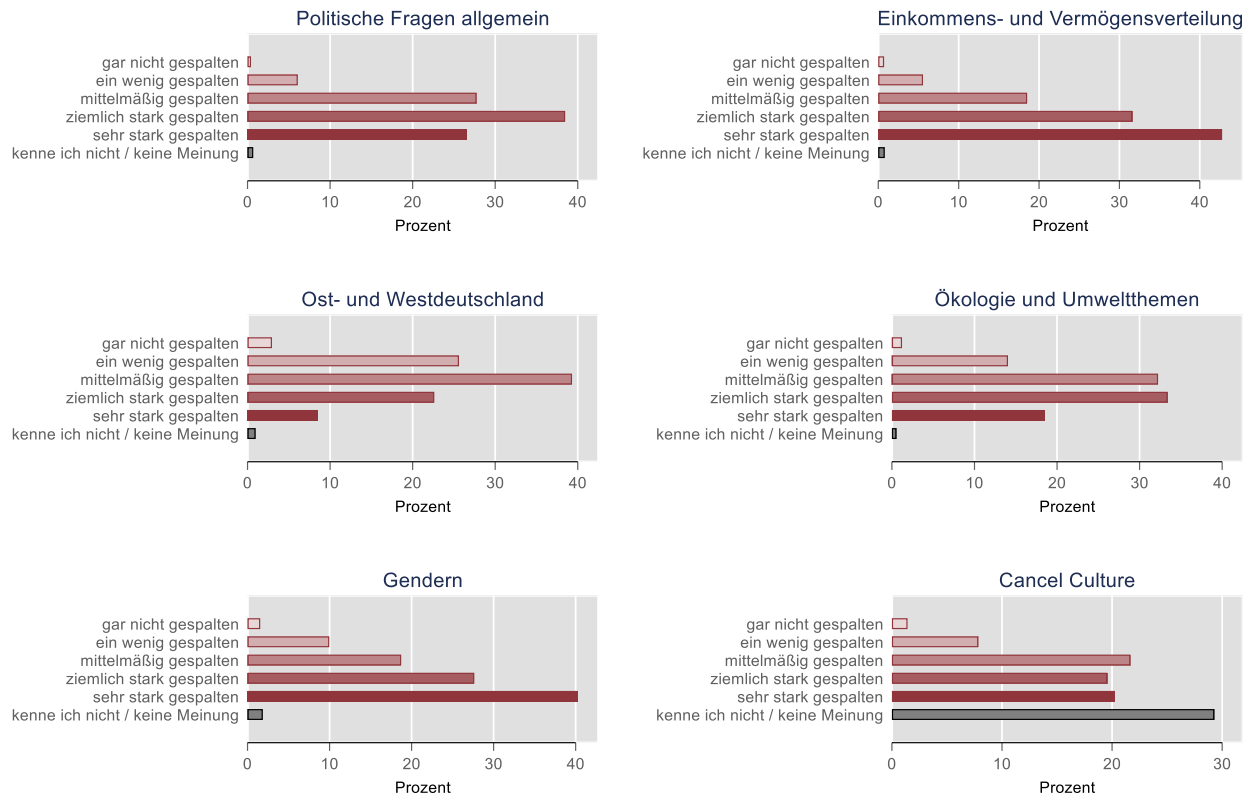 Politische Fragen allgemein
gar nicht gespalten
ein wenig gespalten
mittelmäßig gespalten
ziemlich stark gespalten
sehr stark gespalten
kenne ich nicht / keine Meinung
0 10 20 30 40
Prozent
Einkommens- und Vermögensverteilung
gar nicht gespalten
ein wenig gespalten
mittelmäßig gespalten
ziemlich stark gespalten
sehr stark gespalten
kenne ich nicht / keine Meinung
0 10 20 30 40
Prozent
Ost- und Westdeutschland
gar nicht gespalten
ein wenig gespalten
mittelmäßig gespalten
ziemlich stark gespalten
sehr stark gespalten
kenne ich nicht / keine Meinung
0 10 20 30 40
Prozent
Ökologie und Umweltthemen
gar nicht gespalten
ein wenig gespalten
mittelmäßig gespalten
ziemlich stark gespalten
sehr stark gespalten
kenne ich nicht / keine Meinung
0 10 20 30 40
Prozent
Gendern
gar nicht gespalten
ein wenig gespalten
mittelmäßig gespalten
ziemlich stark gespalten
sehr stark gespalten
kenne ich nicht / keine Meinung
0 10 20 30 40
Prozent
Cancel Culture
gar nicht gespalten
ein wenig gespalten
mittelmäßig gespalten
ziemlich stark gespalten
sehr stark gespalten
kenne ich nicht / keine Meinung
0 10 20 30
Prozent